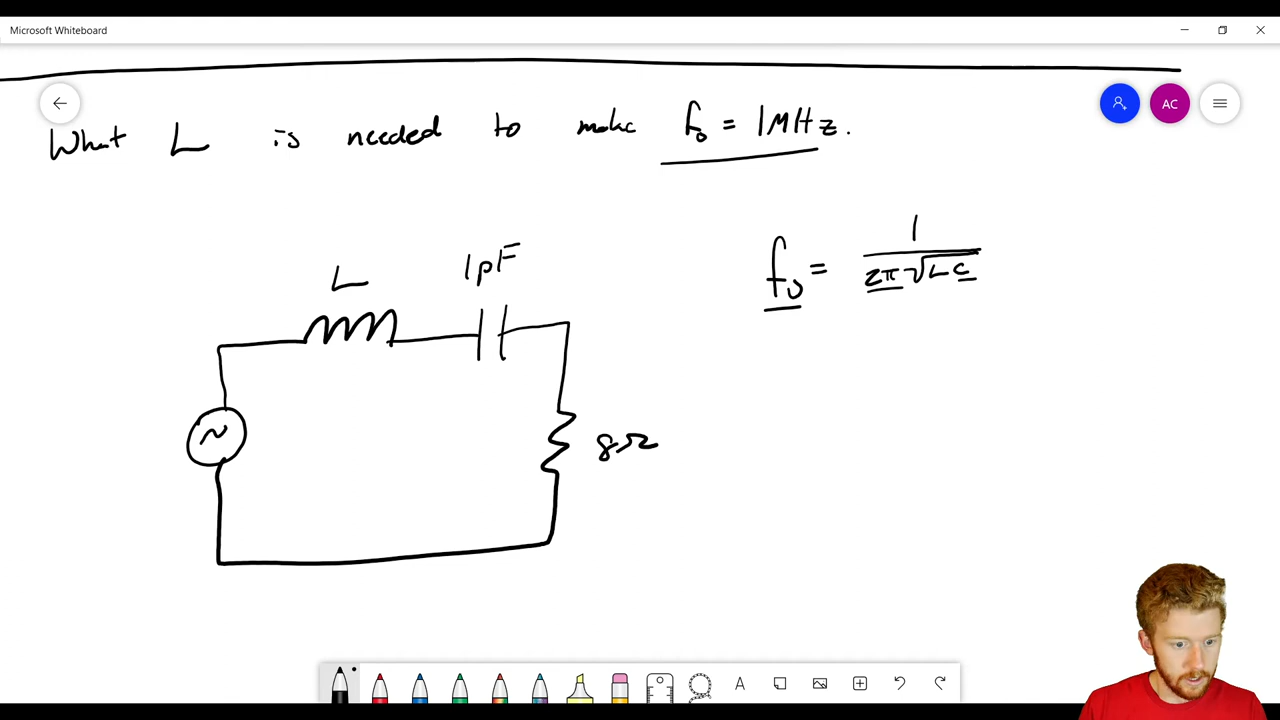 Microsoft Whiteboard
AC
What L is needed to make f₀ = 1MHz.
L
1pF
f₀ = 1 / 2π√LC
8Ω
A